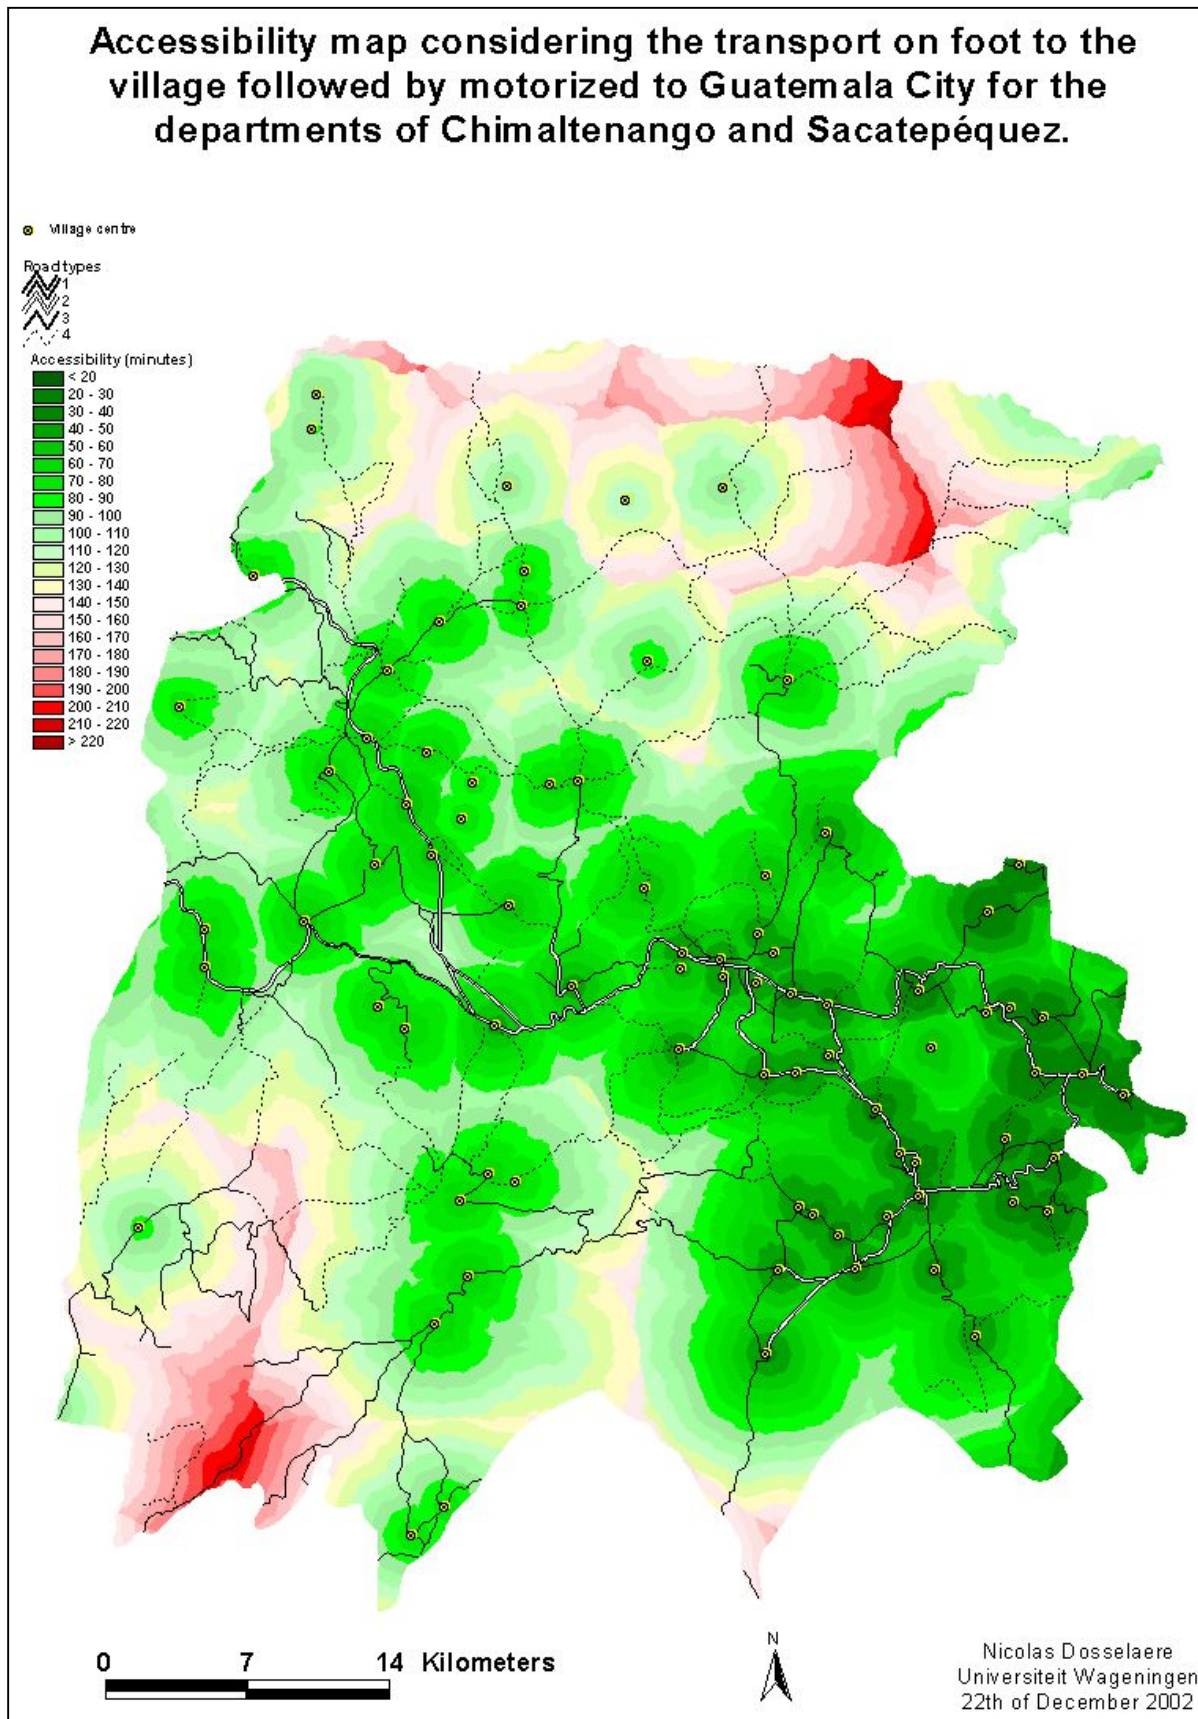 Accessibility map considering the transport on foot to the
village followed by motorized to Guatemala City for the
departments of Chimaltenango and Sacatepéquez.
Village centre
Road types
1
2
3
4
Accessibility (minutes)
< 20
20 - 30
30 - 40
40 - 50
50 - 60
60 - 70
70 - 80
80 - 90
90 - 100
100 - 110
110 - 120
120 - 130
130 - 140
140 - 150
150 - 160
160 - 170
170 - 180
180 - 190
190 - 200
200 - 210
210 - 220
> 220
0 7 14 Kilometers
N
Nicolas Dosselaere
Universiteit Wageningen
22th of December 2002